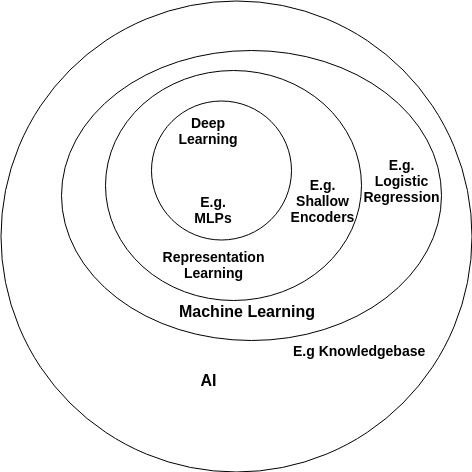 Deep
Learning
E.g.
MLPs
E.g.
Shallow
Encoders
E.g.
Logistic
Regression
Representation
Learning
Machine Learning
E.g Knowledgebase
AI